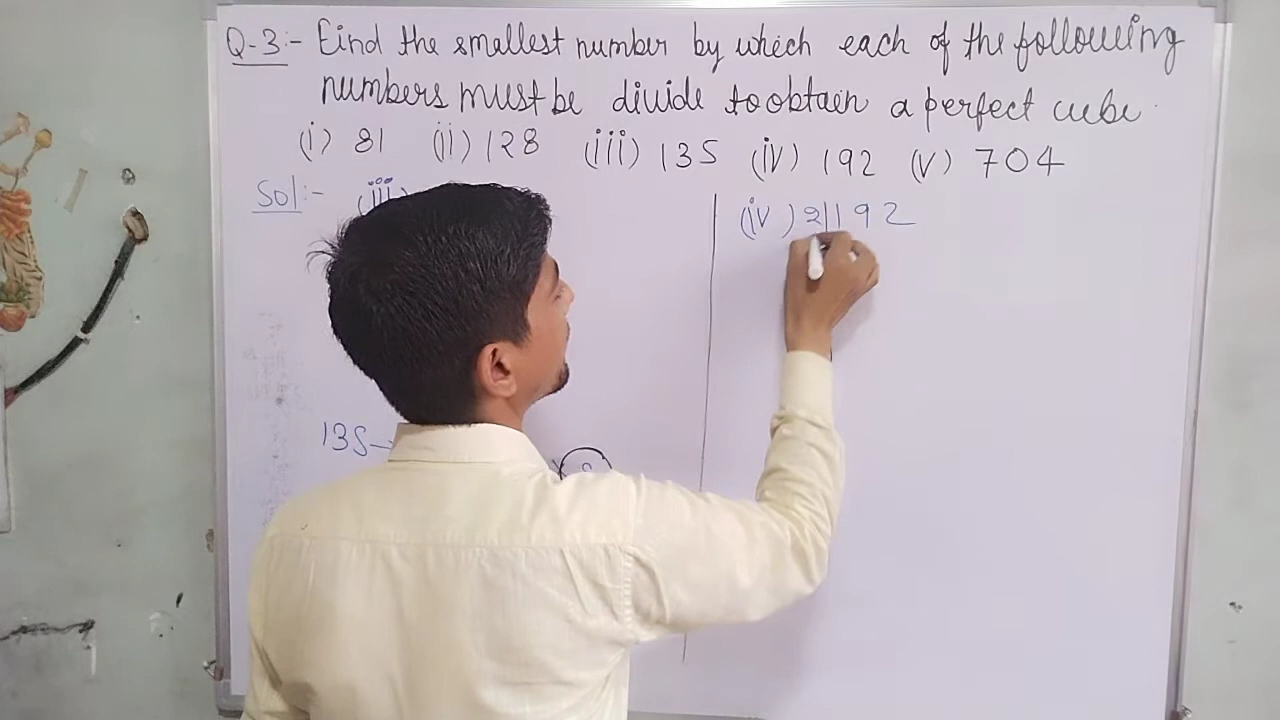 Q-3:- Find the smallest number by which each of the following
numbers must be divide to obtain a perfect cube.
(i) 81 (ii) 128 (iii) 135 (iv) 192 (v) 704
Sol:- (iii)
135
(iv) 2 192